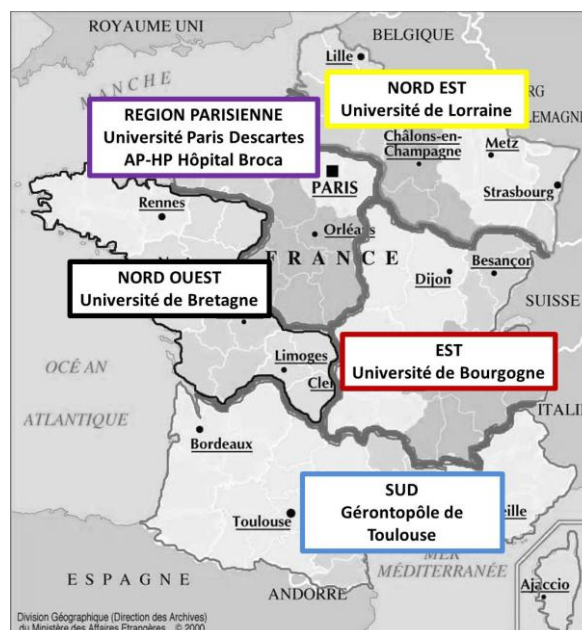 ROYAUME UNI
BELGIQUE
Lille
MANCHE
NORD EST
Université de Lorraine
REGION PARISIENNE
Université Paris Descartes
AP-HP Hôpital Broca
Châlons-en-
Champagne
Metz
PARIS
Strasbourg
Rennes
Orléans
FRANCE
NORD OUEST
Université de Bretagne
Dijon
Besançon
SUISSE
Limoges
EST
Université de Bourgogne
OCÉAN
ATLANTIQUE
ITALIE
Bordeaux
SUD
Gérontopôle de
Toulouse
Toulouse
MER
MÉDITERRANÉE
ESPAGNE
ANDORRE
Ajaccio
Division Géographique (Direction des Archives)
du Ministère des Affaires Etrangères © 2000